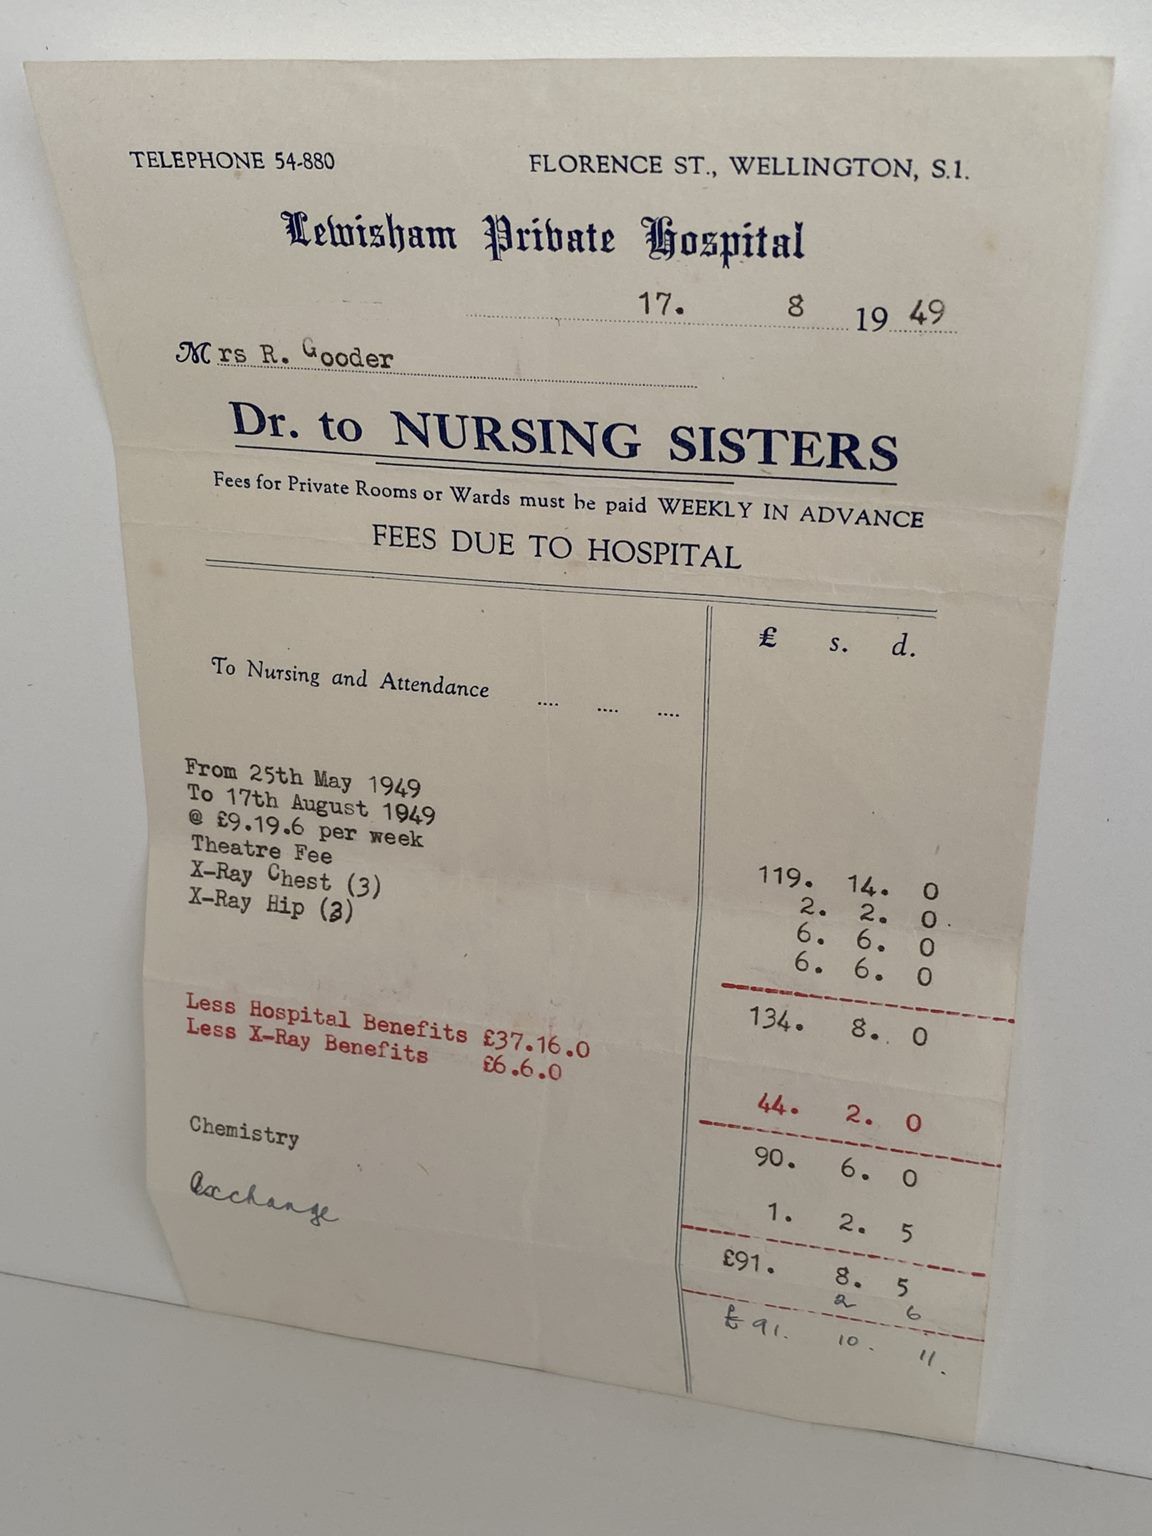 TELEPHONE 54-880 FLORENCE ST., WELLINGTON, S.1.
Lewisham Private Hospital
17. 8 1949
Mrs R. Gooder
Dr. to NURSING SISTERS
Fees for Private Rooms or Wards must be paid WEEKLY IN ADVANCE
FEES DUE TO HOSPITAL
£ s. d.
To Nursing and Attendance .... .... ....
From 25th May 1949
To 17th August 1949
@ £9.19.6 per week 119. 14. 0
Theatre Fee 2. 2. 0
X-Ray Chest (3) 6. 6. 0
X-Ray Hip (3) 6. 6. 0
134. 8. 0
Less Hospital Benefits £37.16.0
Less X-Ray Benefits £6.6.0
44. 2. 0
90. 6. 0
Chemistry 1. 2. 5
£91. 8. 5
Exchange 2 6
£91. 10. 11.